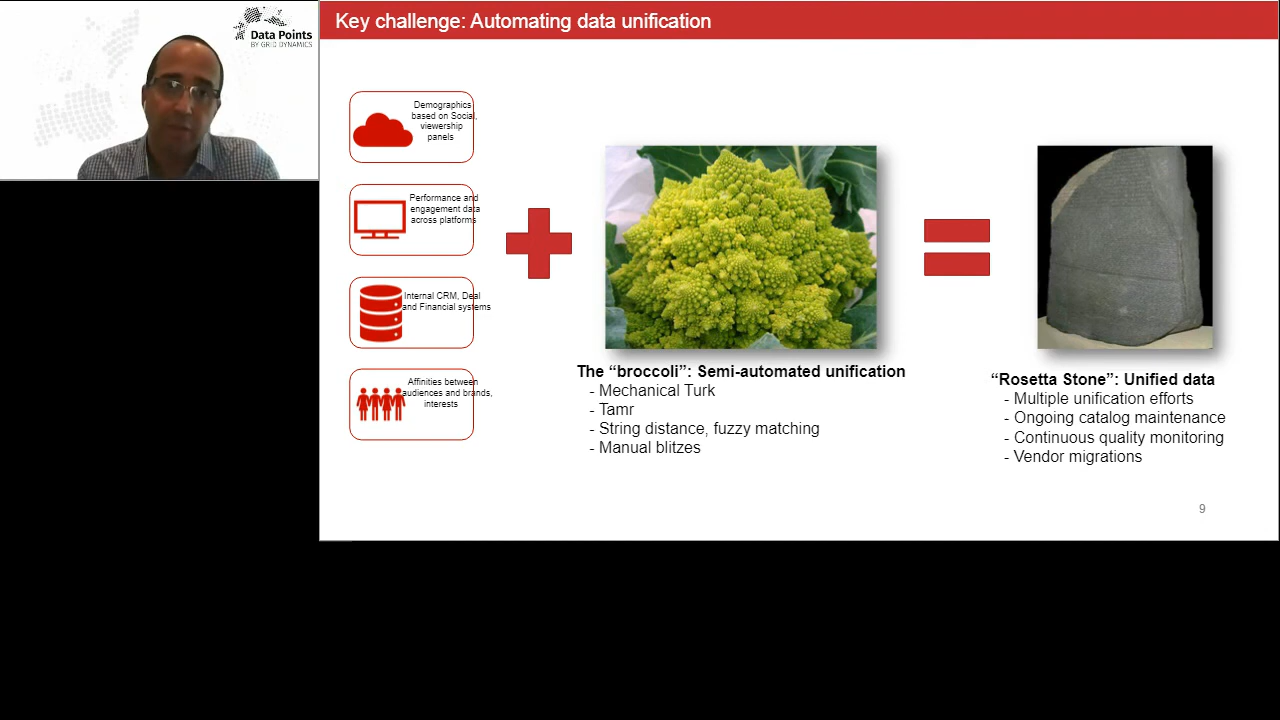 Data Points
BY GRID DYNAMICS
Key challenge: Automating data unification
Demographics
based on Social,
viewership
panels
Performance and
engagement data
across platforms
Internal CRM, Deal
and Financial systems
Affinities between
audiences and brands,
interests
The “broccoli”: Semi-automated unification
- Mechanical Turk
- Tamr
- String distance, fuzzy matching
- Manual blitzes
“Rosetta Stone”: Unified data
- Multiple unification efforts
- Ongoing catalog maintenance
- Continuous quality monitoring
- Vendor migrations
9